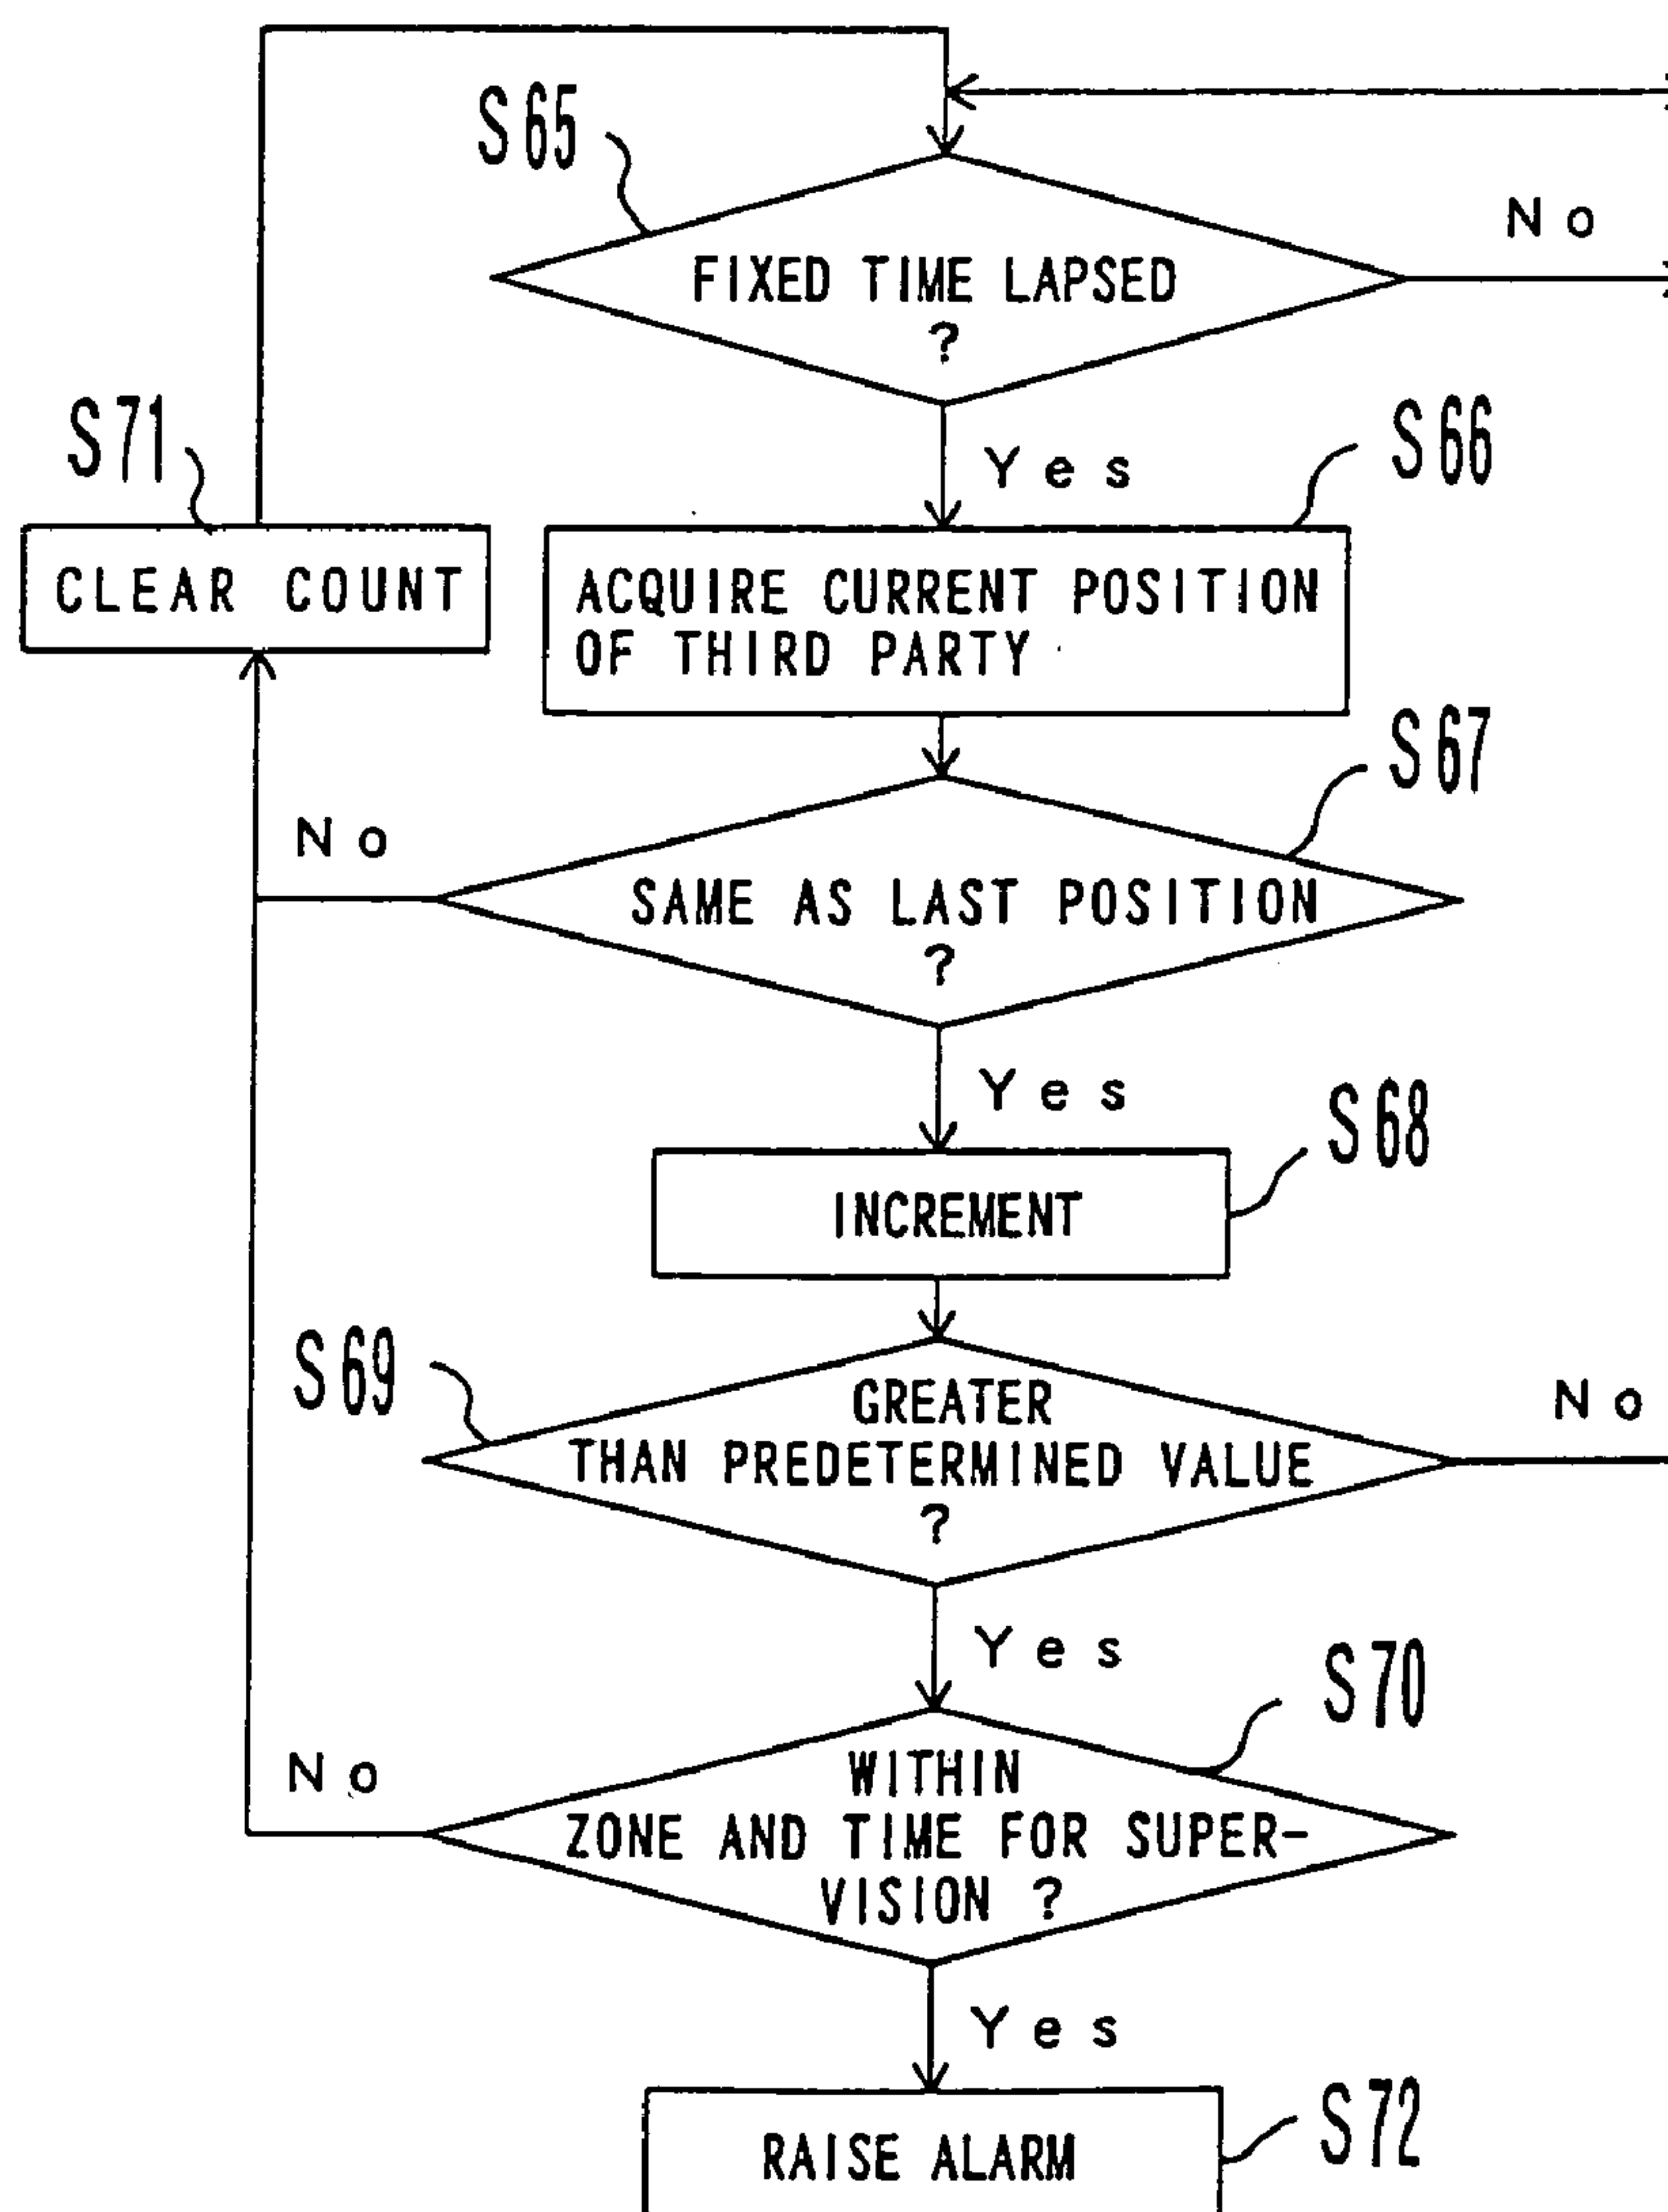 S65
No
FIXED TIME LAPSED
?
S71
Yes
S66
CLEAR COUNT
ACQUIRE CURRENT POSITION
OF THIRD PARTY
S67
No
SAME AS LAST POSITION
?
Yes
S68
INCREMENT
S69
GREATER
No
THAN PREDETERMINED VALUE
?
Yes
S70
No
WITHIN
ZONE AND TIME FOR SUPER-
VISION ?
Yes
S72
RAISE ALARM